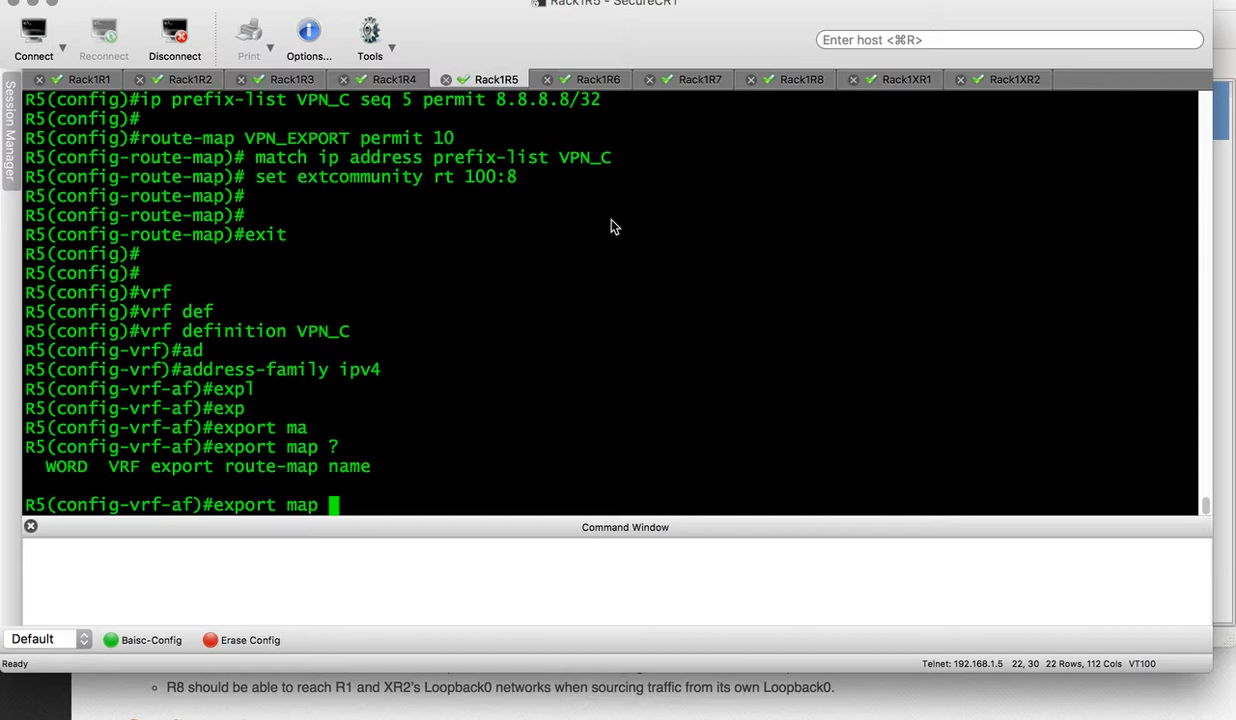 Rack1R5 - SecureCRT
Connect
Reconnect
Disconnect
Print
Options...
Tools
Enter host <⌘R>
Session Manager
Rack1R1
Rack1R2
Rack1R3
Rack1R4
Rack1R5
Rack1R6
Rack1R7
Rack1R8
Rack1XR1
Rack1XR2
R5(config)#ip prefix-list VPN_C seq 5 permit 8.8.8.8/32
R5(config)#
R5(config)#route-map VPN_EXPORT permit 10
R5(config-route-map)# match ip address prefix-list VPN_C
R5(config-route-map)# set extcommunity rt 100:8
R5(config-route-map)#
R5(config-route-map)#
R5(config-route-map)#exit
R5(config)#
R5(config)#
R5(config)#vrf
R5(config)#vrf def
R5(config)#vrf definition VPN_C
R5(config-vrf)#ad
R5(config-vrf)#address-family ipv4
R5(config-vrf-af)#expl
R5(config-vrf-af)#exp
R5(config-vrf-af)#export ma
R5(config-vrf-af)#export map ?
  WORD  VRF export route-map name
R5(config-vrf-af)#export map
Command Window
Default
Baisc-Config
Erase Config
Ready
Telnet: 192.168.1.5  22, 30  22 Rows, 112 Cols  VT100
R8 should be able to reach R1 and XR2's Loopback0 networks when sourcing traffic from its own Loopback0.